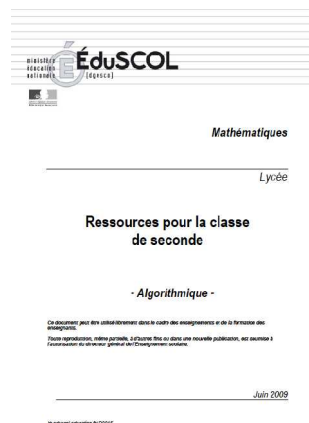 ministère
éducation
nationale
ÉduSCOL
[dgesco]
Mathématiques
Lycée
Ressources pour la classe
de seconde
- Algorithmique -
Ce document peut être utilisé librement dans le cadre des enseignements et de la formation des
enseignants.
Toute reproduction, même partielle, à d'autres fins ou dans une nouvelle publication, est soumise à
l'autorisation du directeur général de l'Enseignement scolaire.
Juin 2009